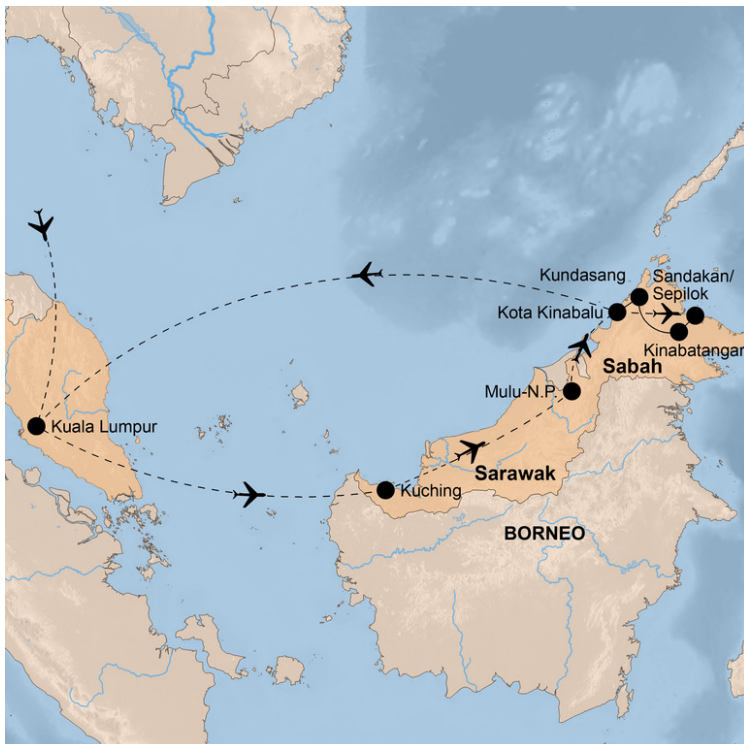 Kundasang
Sandakan/
Sepilok
Kota Kinabalu
Kinabatangan
Sabah
Mulu-N.P.
Kuala Lumpur
Sarawak
Kuching
BORNEO